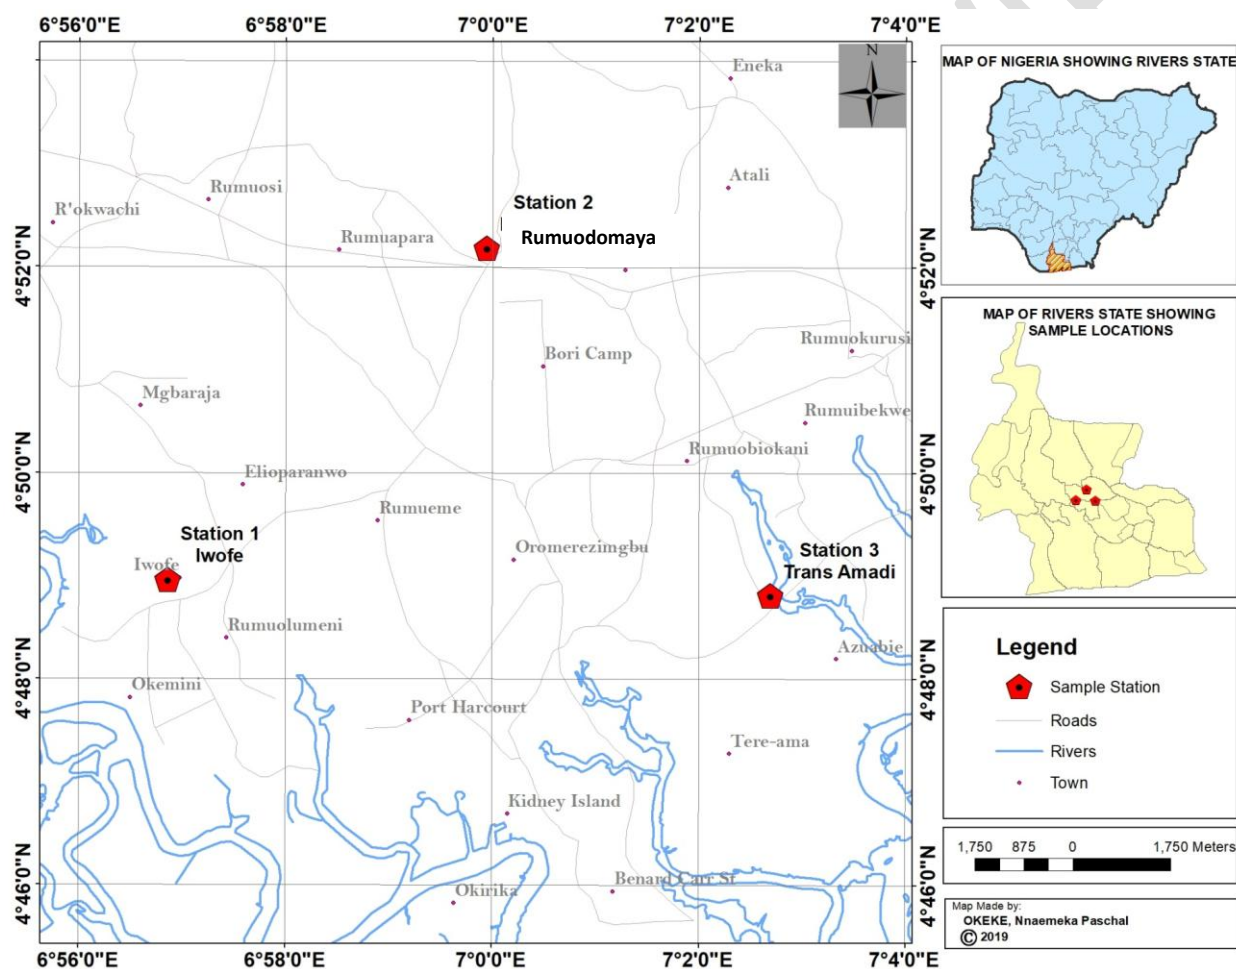 6°56'0"E
6°58'0"E
7°0'0"E
7°2'0"E
7°4'0"E
N
Eneka
Atali
Rumuosi
R'okwachi
Station 2
Rumuodomaya
Rumuapara
4°52'0"N
4°52'0"N
Rumuokurusi
Bori Camp
Mgbaraja
Rumuibekwe
Rumuobiokani
4°50'0"N
4°50'0"N
Elioparanwo
Rumueme
Station 1
Iwofe
Iwofe
Oromerezimgbu
Station 3
Trans Amadi
Rumuolumeni
Azuabie
4°48'0"N
4°48'0"N
Okemini
Port Harcourt
Tere-ama
Kidney Island
4°46'0"N
4°46'0"N
Okirika
Benard Carr St
6°56'0"E
6°58'0"E
7°0'0"E
7°2'0"E
7°4'0"E
MAP OF NIGERIA SHOWING RIVERS STATE
MAP OF RIVERS STATE SHOWING
SAMPLE LOCATIONS
Legend
Sample Station
Roads
Rivers
Town
1,750 875 0 1,750 Meters
Map Made by:
OKEKE, Nnaemeka Paschal
© 2019